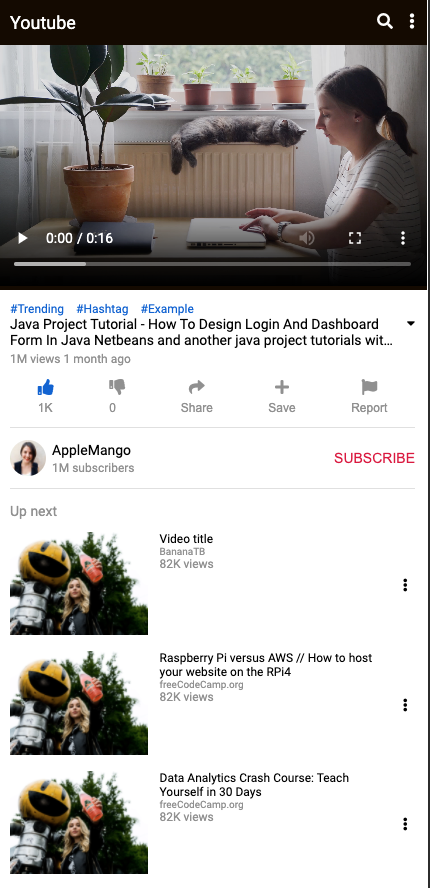 Youtube
0:00 / 0:16
#Trending #Hashtag #Example
Java Project Tutorial - How To Design Login And Dashboard
Form In Java Netbeans and another java project tutorials wit...
1M views 1 month ago
1K 0 Share Save Report
AppleMango
1M subscribers
SUBSCRIBE
Up next
Video title
BananaTB
82K views
Raspberry Pi versus AWS // How to host
your website on the RPi4
freeCodeCamp.org
82K views
Data Analytics Crash Course: Teach
Yourself in 30 Days
freeCodeCamp.org
82K views